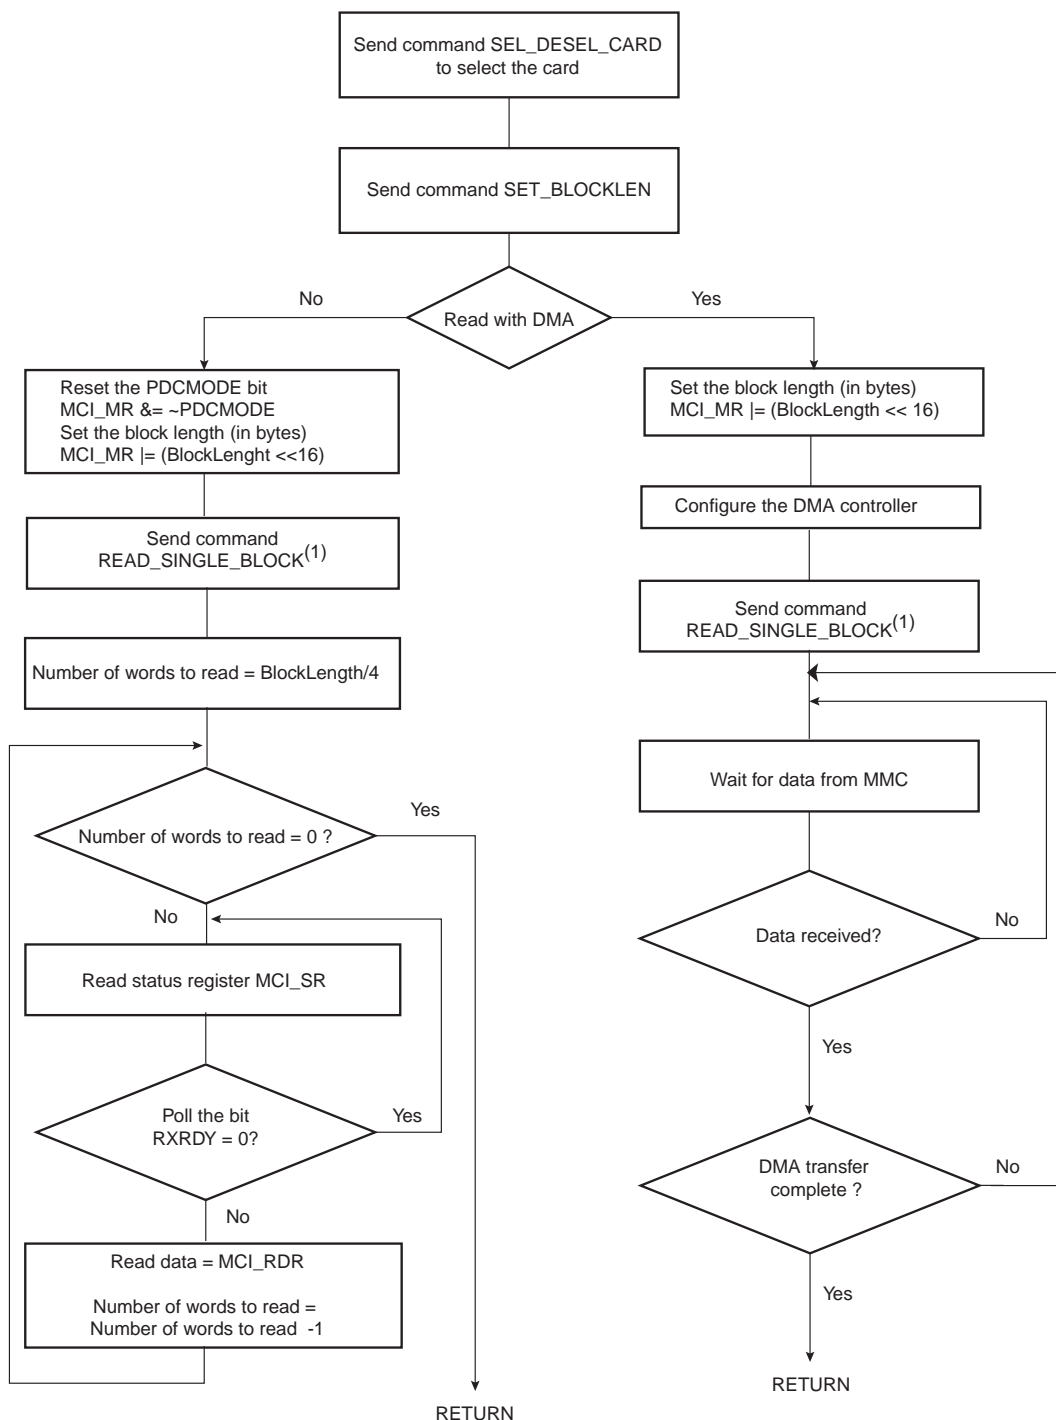 Send command SEL_DESEL_CARD
to select the card
Send command SET_BLOCKLEN
No
Yes
Read with DMA
Reset the PDCMODE bit
MCI_MR &= ~PDCMODE
Set the block length (in bytes)
MCI_MR |= (BlockLenght <<16)
Send command
READ_SINGLE_BLOCK(1)
Number of words to read = BlockLength/4
Number of words to read = 0 ?
Yes
No
Read status register MCI_SR
Poll the bit
RXRDY = 0?
Yes
No
Read data = MCI_RDR
Number of words to read =
Number of words to read -1
RETURN
Set the block length (in bytes)
MCI_MR |= (BlockLength << 16)
Configure the DMA controller
Send command
READ_SINGLE_BLOCK(1)
Wait for data from MMC
Data received?
No
Yes
DMA transfer
complete ?
No
Yes
RETURN